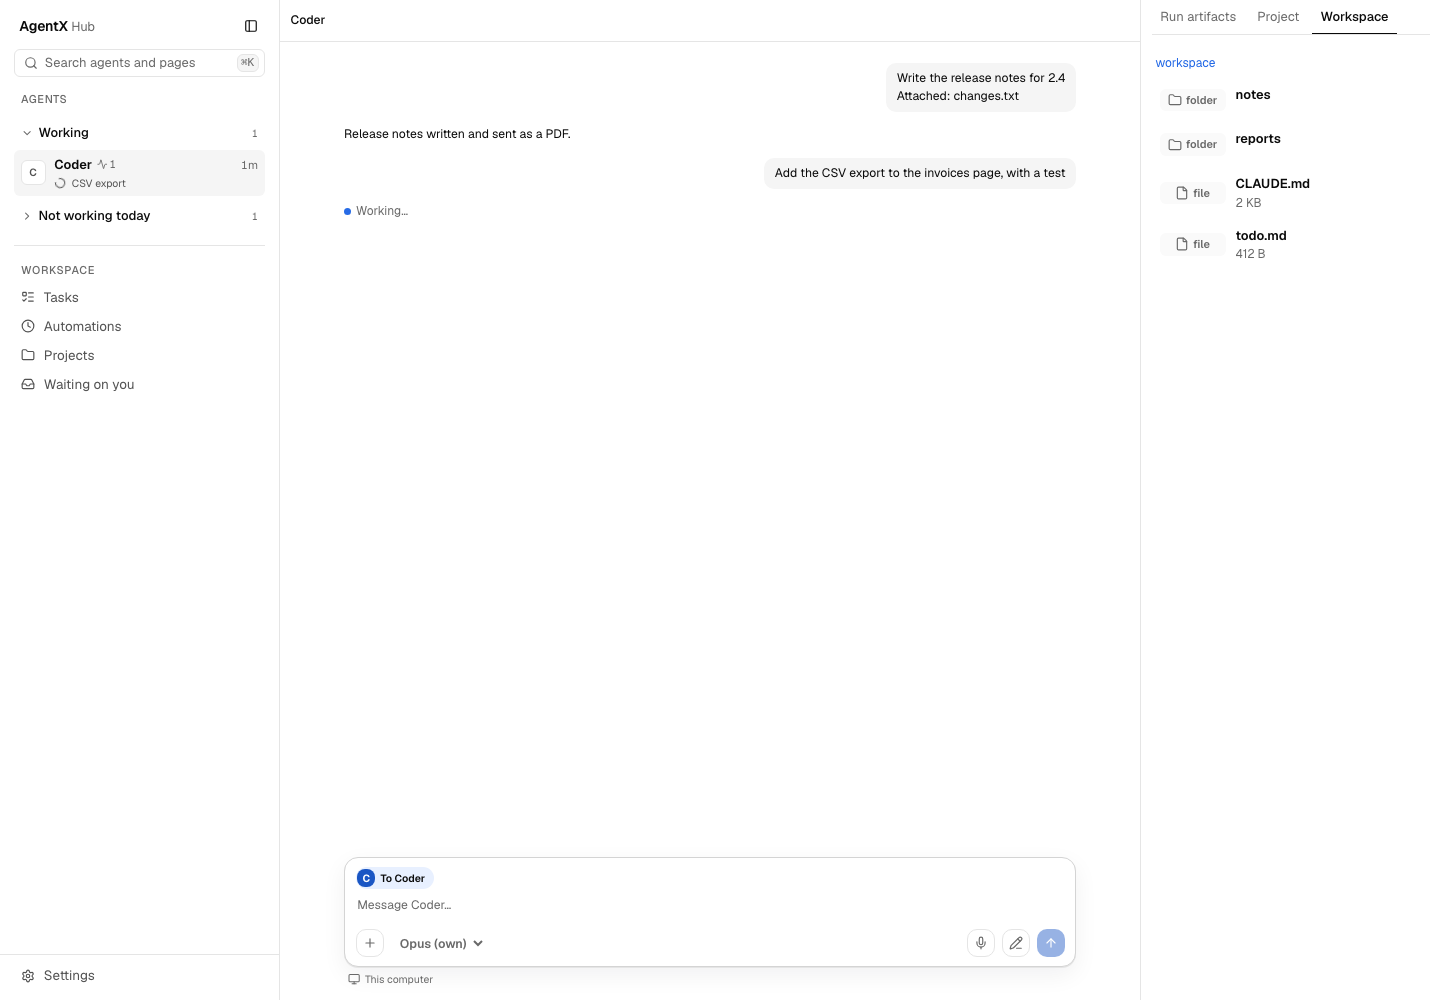 AgentX Hub
Search agents and pages ⌘K
AGENTS
Working 1
C Coder 1 1m
CSV export
Not working today 1
WORKSPACE
Tasks
Automations
Projects
Waiting on you
Settings
Coder
Write the release notes for 2.4
Attached: changes.txt
Release notes written and sent as a PDF.
Add the CSV export to the invoices page, with a test
Working…
C To Coder
Message Coder…
Opus (own)
This computer
Run artifacts Project Workspace
workspace
folder notes
folder reports
file CLAUDE.md
2 KB
file todo.md
412 B